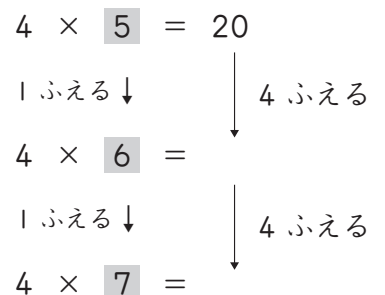 4 × 5 = 20
1 ふえる ↓ 4 ふえる
4 × 6 =
1 ふえる ↓ 4 ふえる
4 × 7 =